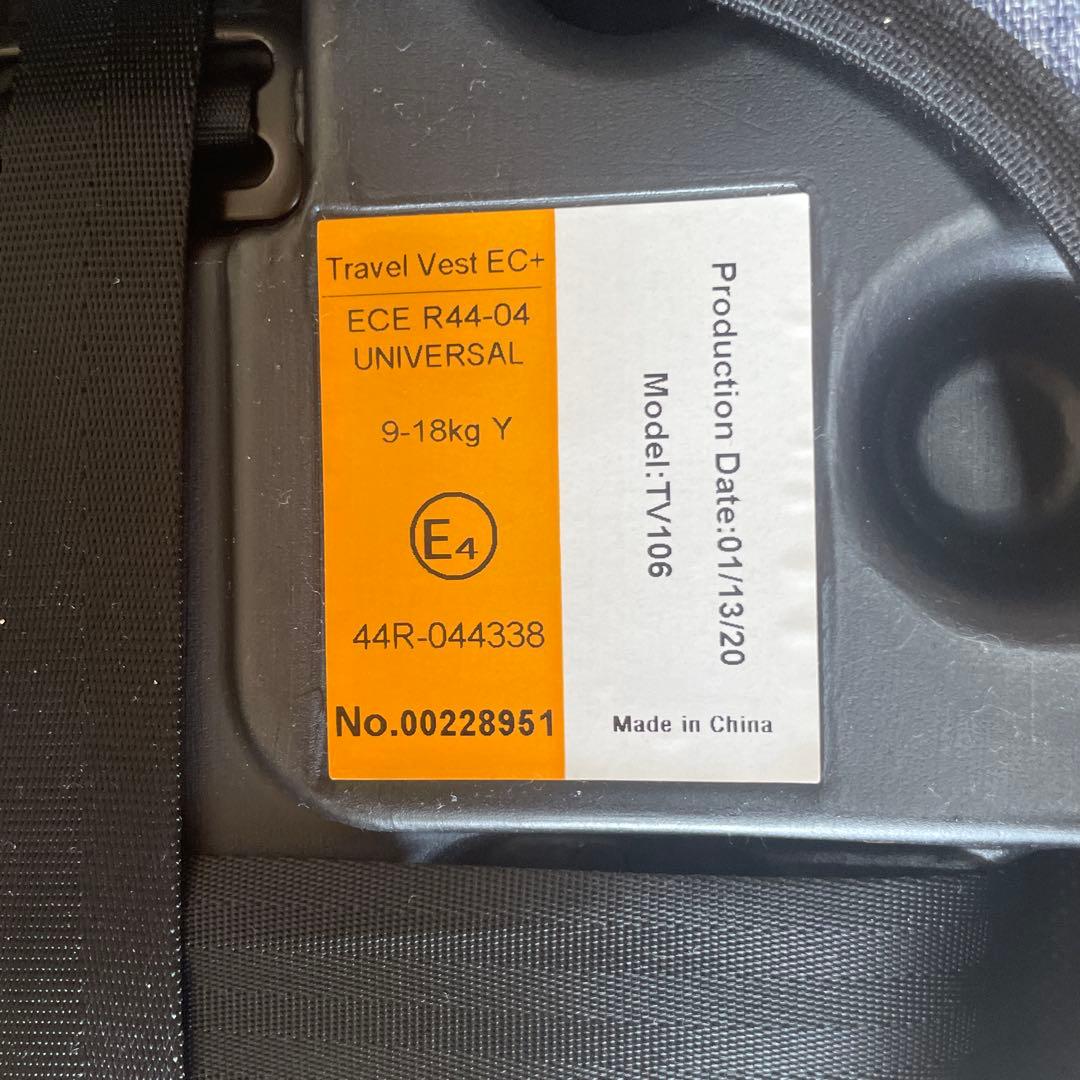 Travel Vest EC+
ECE R44-04
UNIVERSAL
9-18kg Y
E4
44R-044338
No.00228951
Production Date:01/13/20
Model:TV106
Made in China